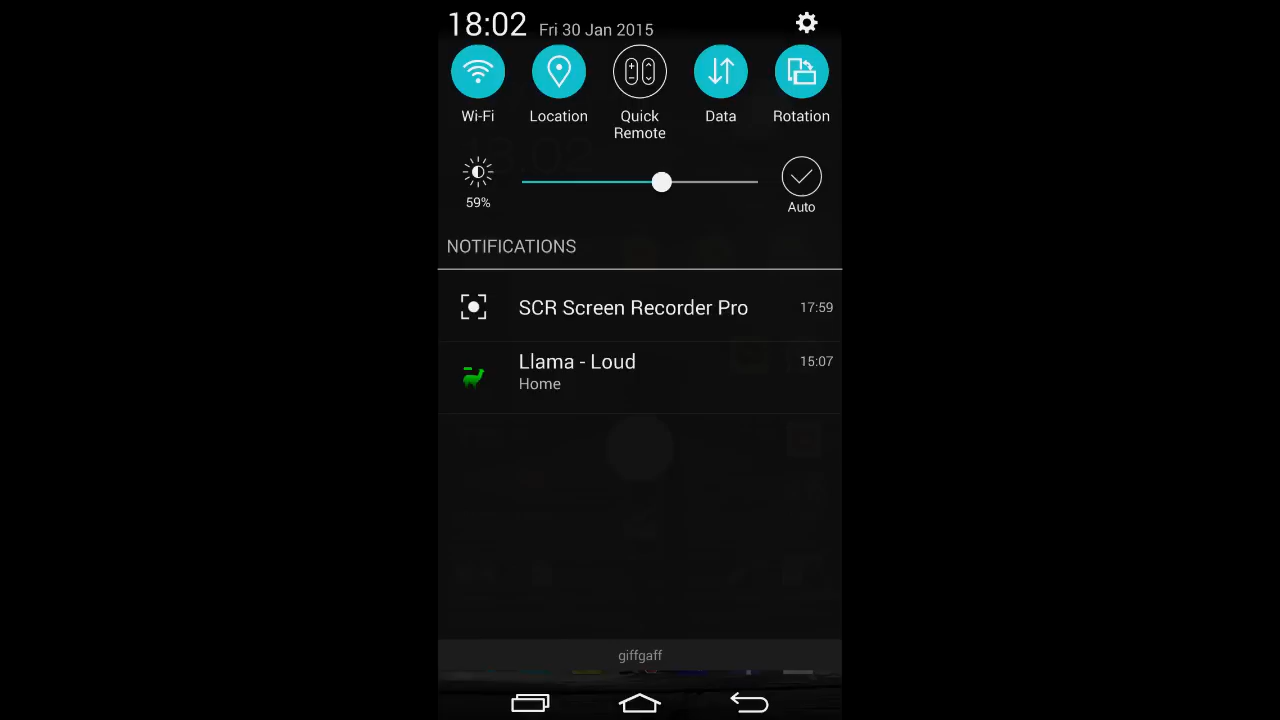 18:02 Fri 30 Jan 2015
Wi-Fi Location Quick Remote Data Rotation
59% Auto
NOTIFICATIONS
SCR Screen Recorder Pro 17:59
Llama - Loud 15:07
Home
giffgaff